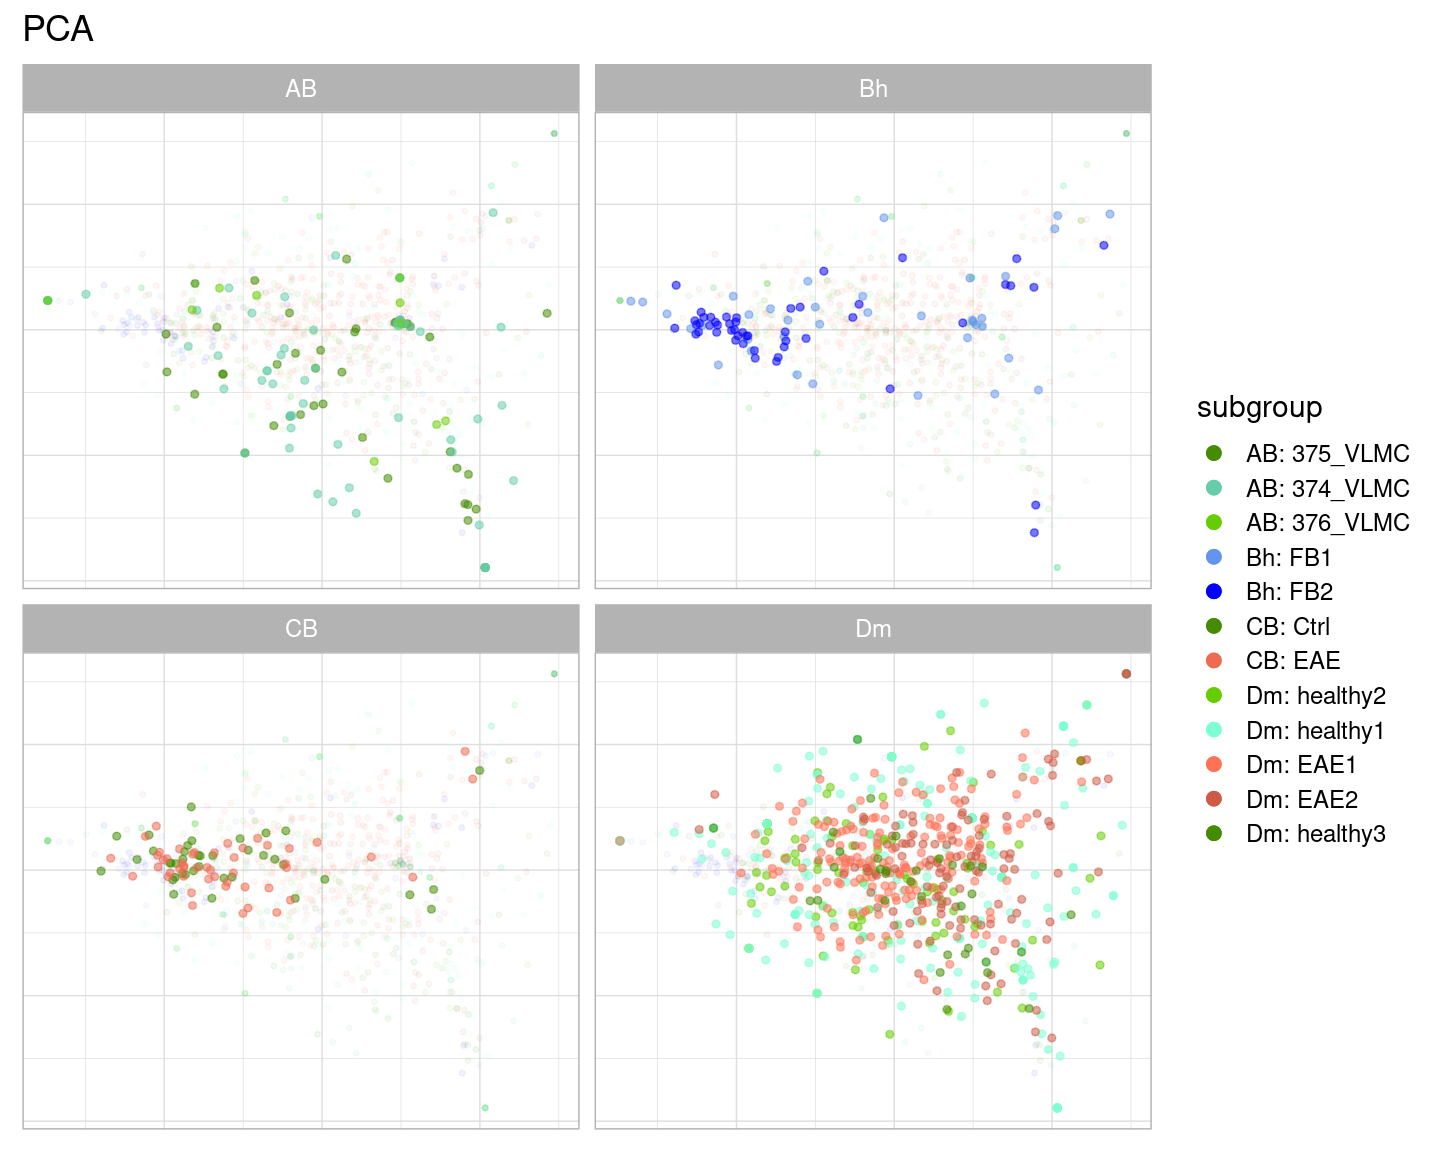 PCA
AB
Bh
CB
Dm
subgroup
AB: 375_VLMC
AB: 374_VLMC
AB: 376_VLMC
Bh: FB1
Bh: FB2
CB: Ctrl
CB: EAE
Dm: healthy2
Dm: healthy1
Dm: EAE1
Dm: EAE2
Dm: healthy3